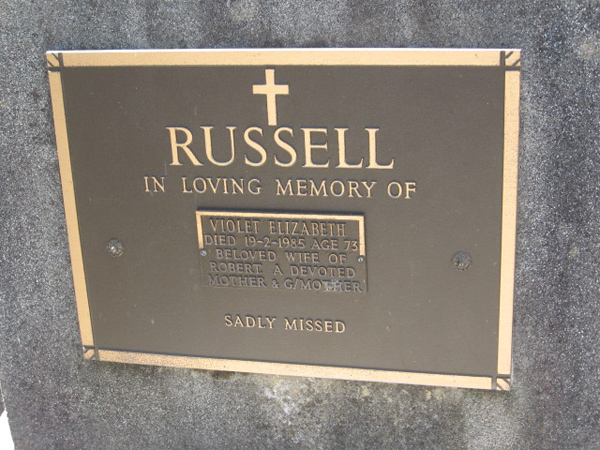 RUSSELL
IN LOVING MEMORY OF
VIOLET ELIZABETH
DIED 19-2-1985 AGE 73
BELOVED WIFE OF
ROBERT. A DEVOTED
MOTHER & G/MOTHER
SADLY MISSED